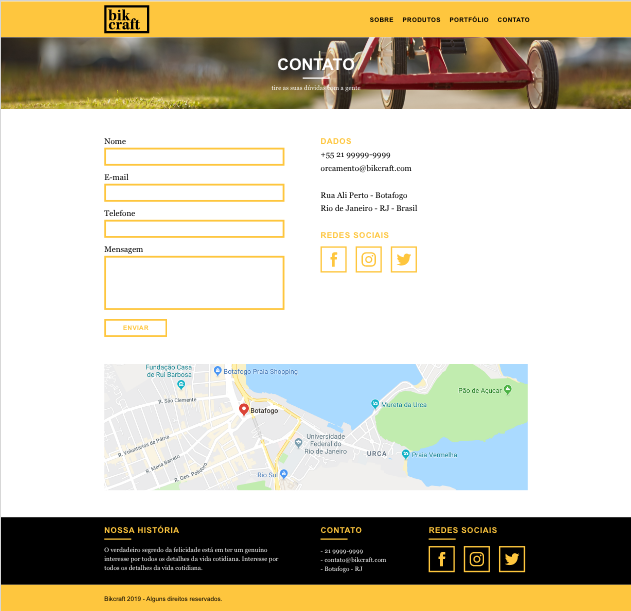 bik
craft
SOBRE PRODUTOS PORTFÓLIO CONTATO
CONTATO
tire as suas dúvidas com a gente
Nome
E-mail
Telefone
Mensagem
ENVIAR
DADOS
+55 21 99999-9999
orcamento@bikcraft.com
Rua Ali Perto - Botafogo
Rio de Janeiro - RJ - Brasil
REDES SOCIAIS
Fundação Casa
de Rui Barbosa
Botafogo Praia Shopping
R. São Clemente
Botafogo
R. Voluntários da Pátria
R. Mena Barreto
R. Gen. Polidoro
Rio Sul
Universidade
Federal do
Rio de Janeiro
URCA
Mureta da Urca
Pão de Açúcar
Praia Vermelha
NOSSA HISTÓRIA
O verdadeiro segredo da felicidade está em ter um genuíno
interesse por todos os detalhes da vida cotidiana. Interesse por
todos os detalhes da vida cotidiana.
CONTATO
- 21 9999-9999
- contato@bikcraft.com
- Botafogo - RJ
REDES SOCIAIS
Bikcraft 2019 - Alguns direitos reservados.